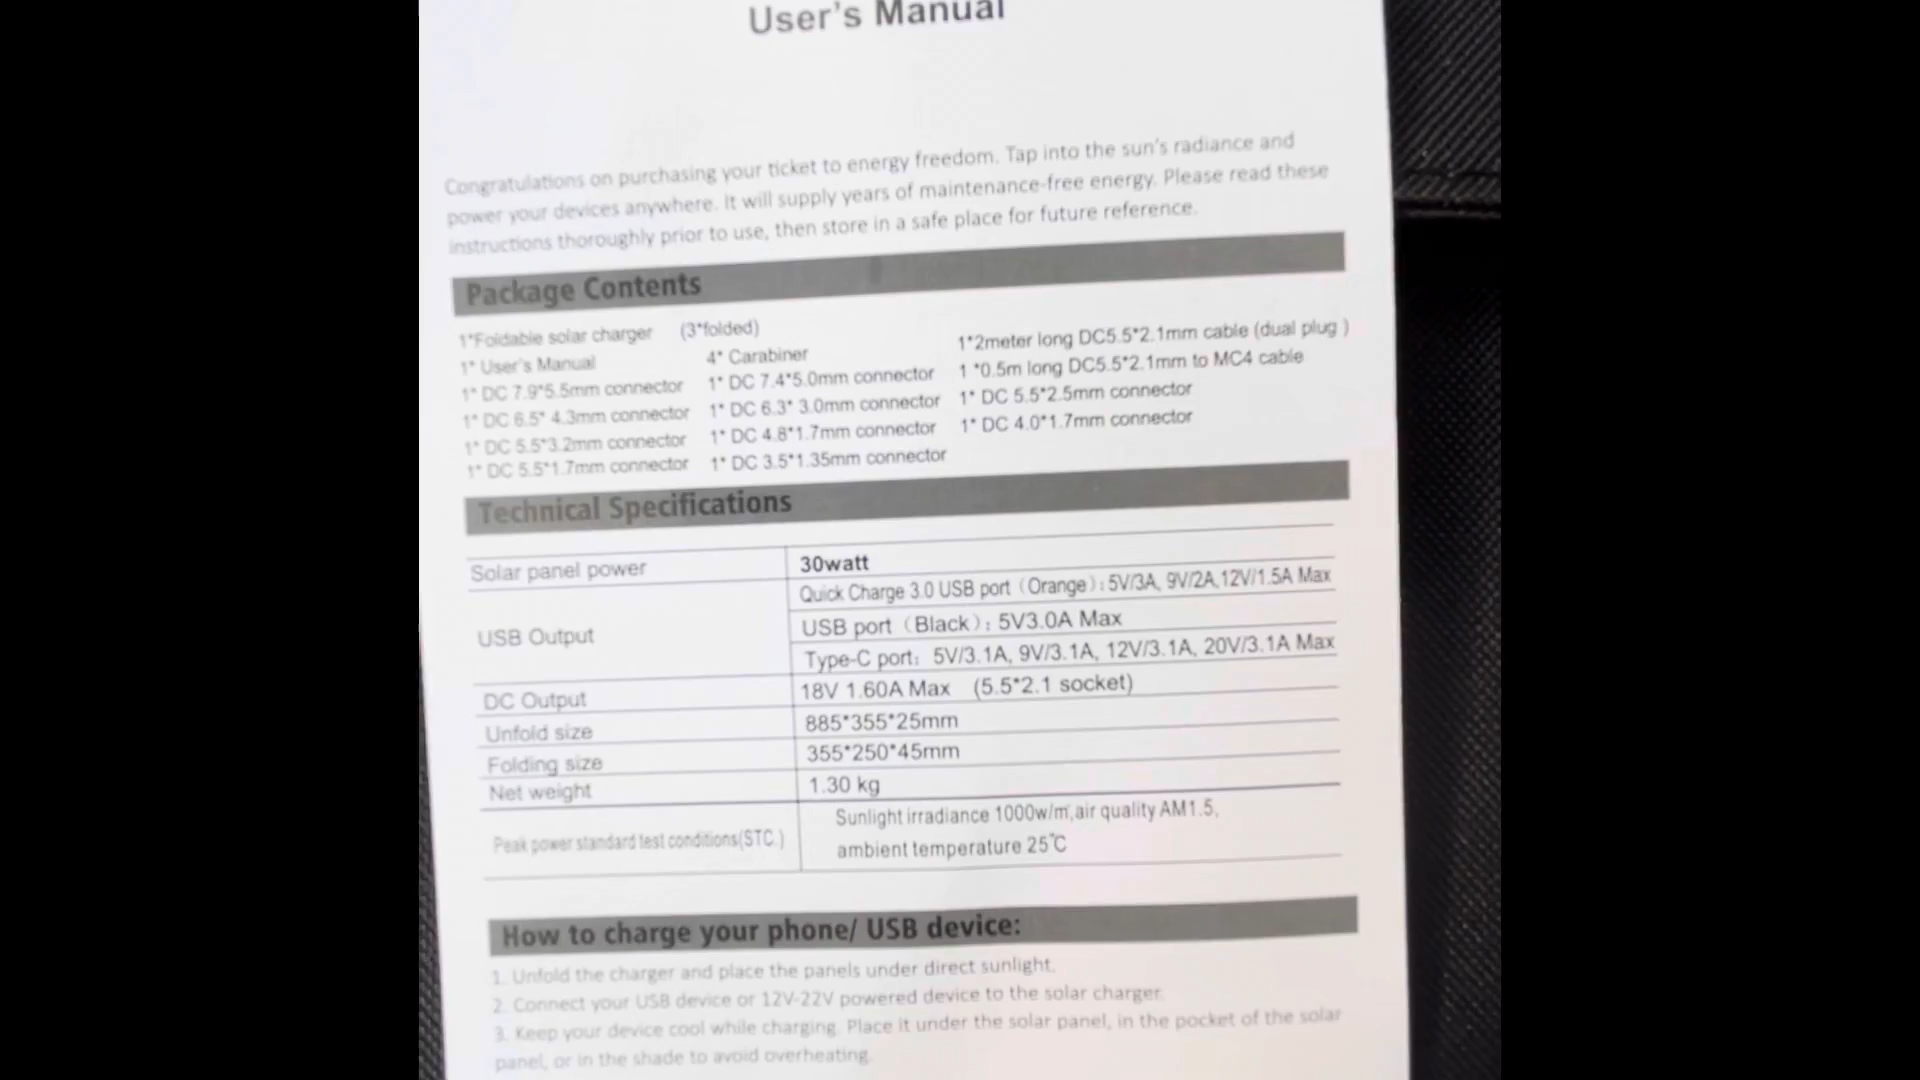 User's Manual
Congratulations on purchasing your ticket to energy freedom. Tap into the sun's radiance and
power your devices anywhere. It will supply years of maintenance-free energy. Please read these
instructions thoroughly prior to use, then store in a safe place for future reference.
Package Contents
1*Foldable solar charger (3*folded)
1*2meter long DC5.5*2.1mm cable (dual plug )
1* User's Manual 4* Carabiner
1 *0.5m long DC5.5*2.1mm to MC4 cable
1* DC 7.9*5.5mm connector 1* DC 7.4*5.0mm connector 1* DC 5.5*2.5mm connector
1* DC 6.5* 4.3mm connector 1* DC 6.3* 3.0mm connector 1* DC 4.0*1.7mm connector
1* DC 5.5*3.2mm connector 1* DC 4.8*1.7mm connector
1* DC 5.5*1.7mm connector 1* DC 3.5*1.35mm connector
Technical Specifications
Solar panel power 30watt
USB Output
Quick Charge 3.0 USB port（Orange）: 5V/3A, 9V/2A,12V/1.5A Max
USB port（Black）: 5V3.0A Max
Type-C port: 5V/3.1A, 9V/3.1A, 12V/3.1A, 20V/3.1A Max
DC Output 18V 1.60A Max (5.5*2.1 socket)
Unfold size 885*355*25mm
Folding size 355*250*45mm
Net weight 1.30 kg
Peak power standard test conditions(STC.)
Sunlight irradiance 1000w/㎡,air quality AM1.5,
ambient temperature 25℃
How to charge your phone/ USB device:
1. Unfold the charger and place the panels under direct sunlight.
2. Connect your USB device or 12V-22V powered device to the solar charger.
3. Keep your device cool while charging. Place it under the solar panel, in the pocket of the solar
panel, or in the shade to avoid overheating.